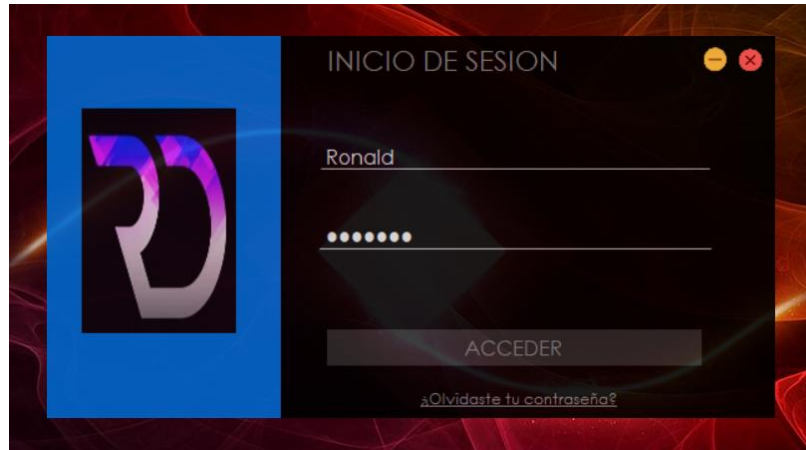 INICIO DE SESION
Ronald
●●●●●●●
ACCEDER
¿Olvidaste tu contraseña?